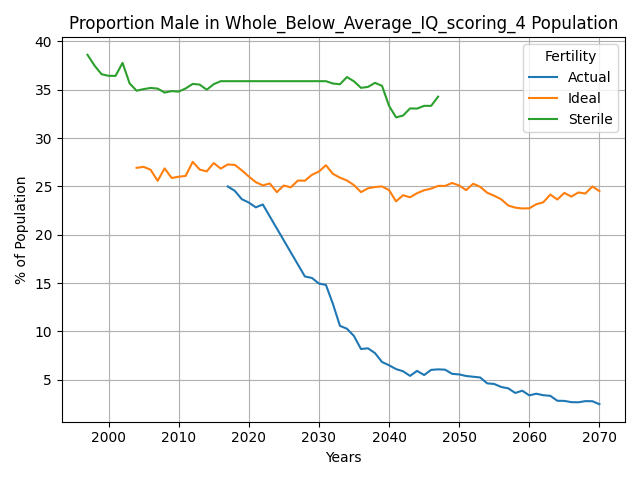 Proportion Male in Whole_Below_Average_IQ_scoring_4 Population
% of Population
40
35
30
25
20
15
10
5
Fertility
Actual
Ideal
Sterile
2000 2010 2020 2030 2040 2050 2060 2070
Years